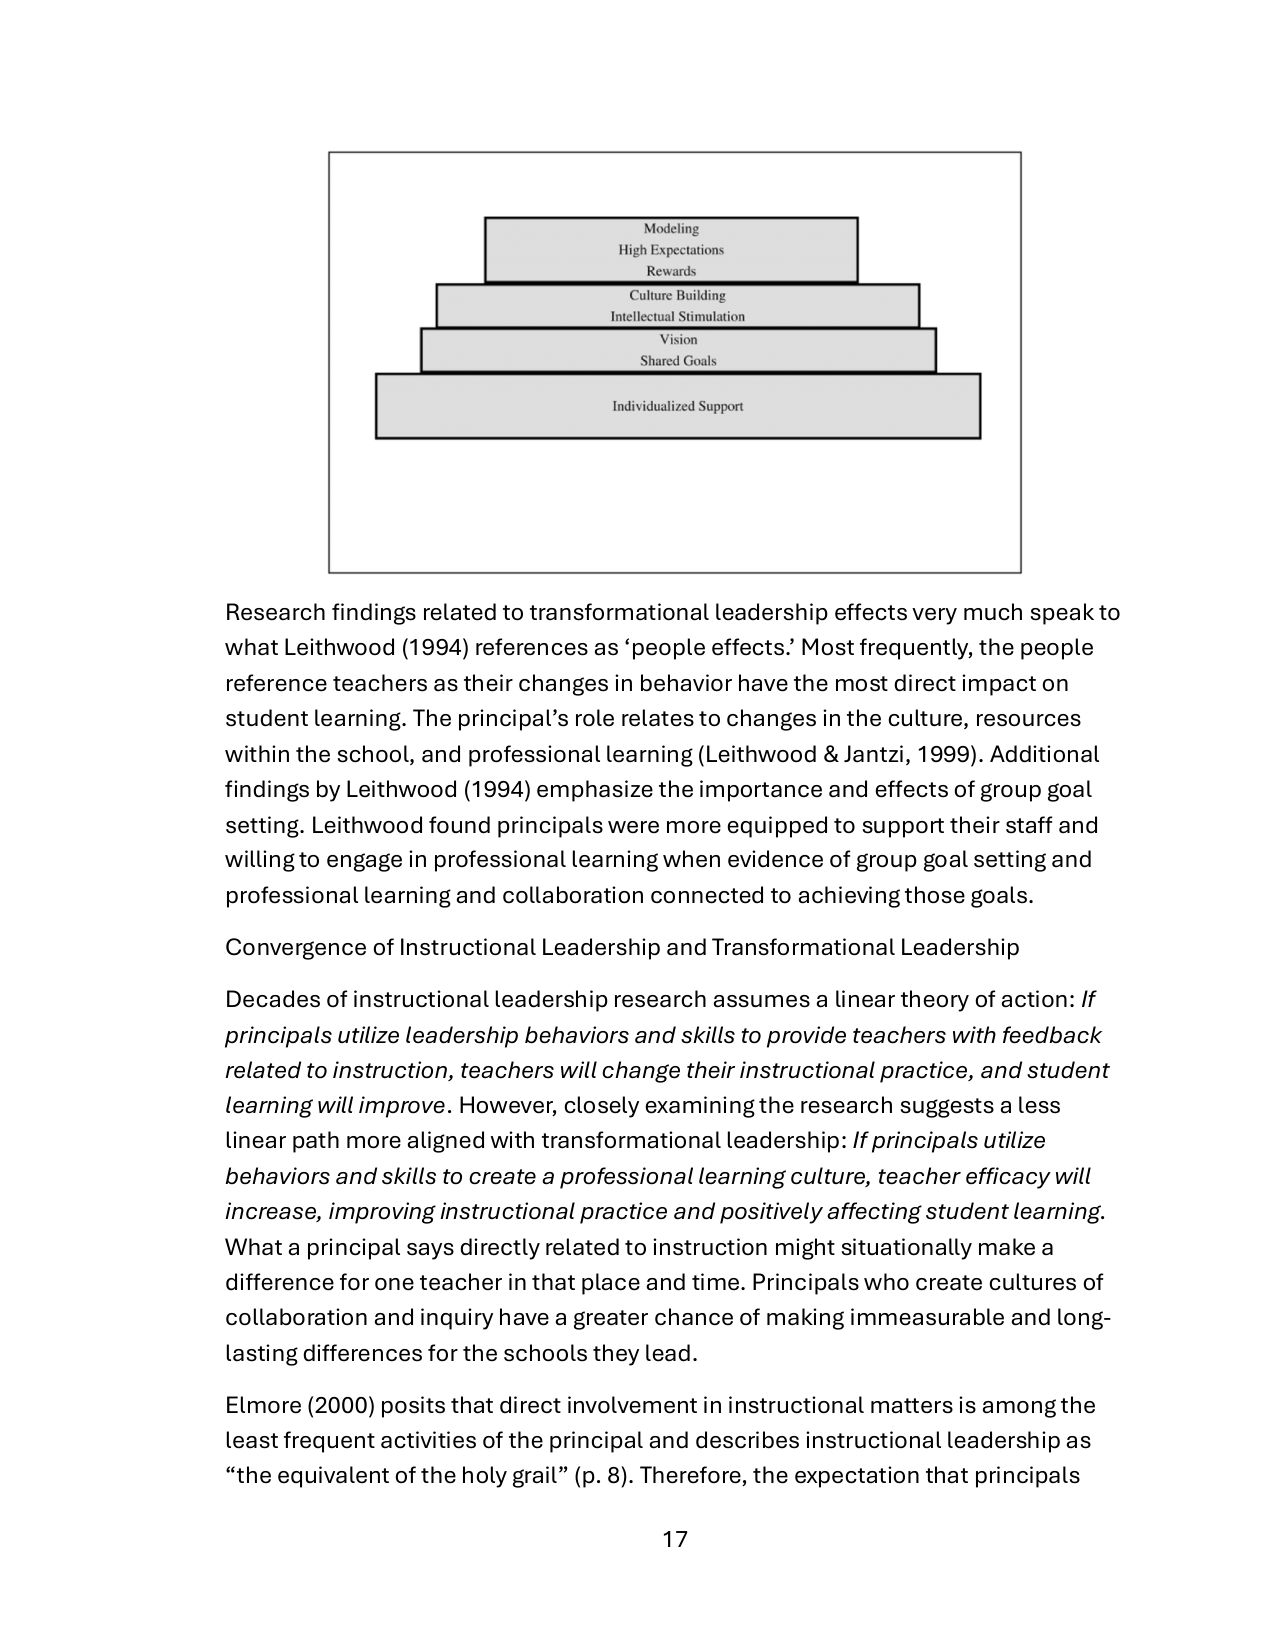 Modeling
High Expectations
Rewards
Culture Building
Intellectual Stimulation
Vision
Shared Goals
Individualized Support
Research findings related to transformational leadership effects very much speak to
what Leithwood (1994) references as ‘people effects.’ Most frequently, the people
reference teachers as their changes in behavior have the most direct impact on
student learning. The principal’s role relates to changes in the culture, resources
within the school, and professional learning (Leithwood & Jantzi, 1999). Additional
findings by Leithwood (1994) emphasize the importance and effects of group goal
setting. Leithwood found principals were more equipped to support their staff and
willing to engage in professional learning when evidence of group goal setting and
professional learning and collaboration connected to achieving those goals.
Convergence of Instructional Leadership and Transformational Leadership
Decades of instructional leadership research assumes a linear theory of action: If
principals utilize leadership behaviors and skills to provide teachers with feedback
related to instruction, teachers will change their instructional practice, and student
learning will improve. However, closely examining the research suggests a less
linear path more aligned with transformational leadership: If principals utilize
behaviors and skills to create a professional learning culture, teacher efficacy will
increase, improving instructional practice and positively affecting student learning.
What a principal says directly related to instruction might situationally make a
difference for one teacher in that place and time. Principals who create cultures of
collaboration and inquiry have a greater chance of making immeasurable and long-
lasting differences for the schools they lead.
Elmore (2000) posits that direct involvement in instructional matters is among the
least frequent activities of the principal and describes instructional leadership as
“the equivalent of the holy grail” (p. 8). Therefore, the expectation that principals
17